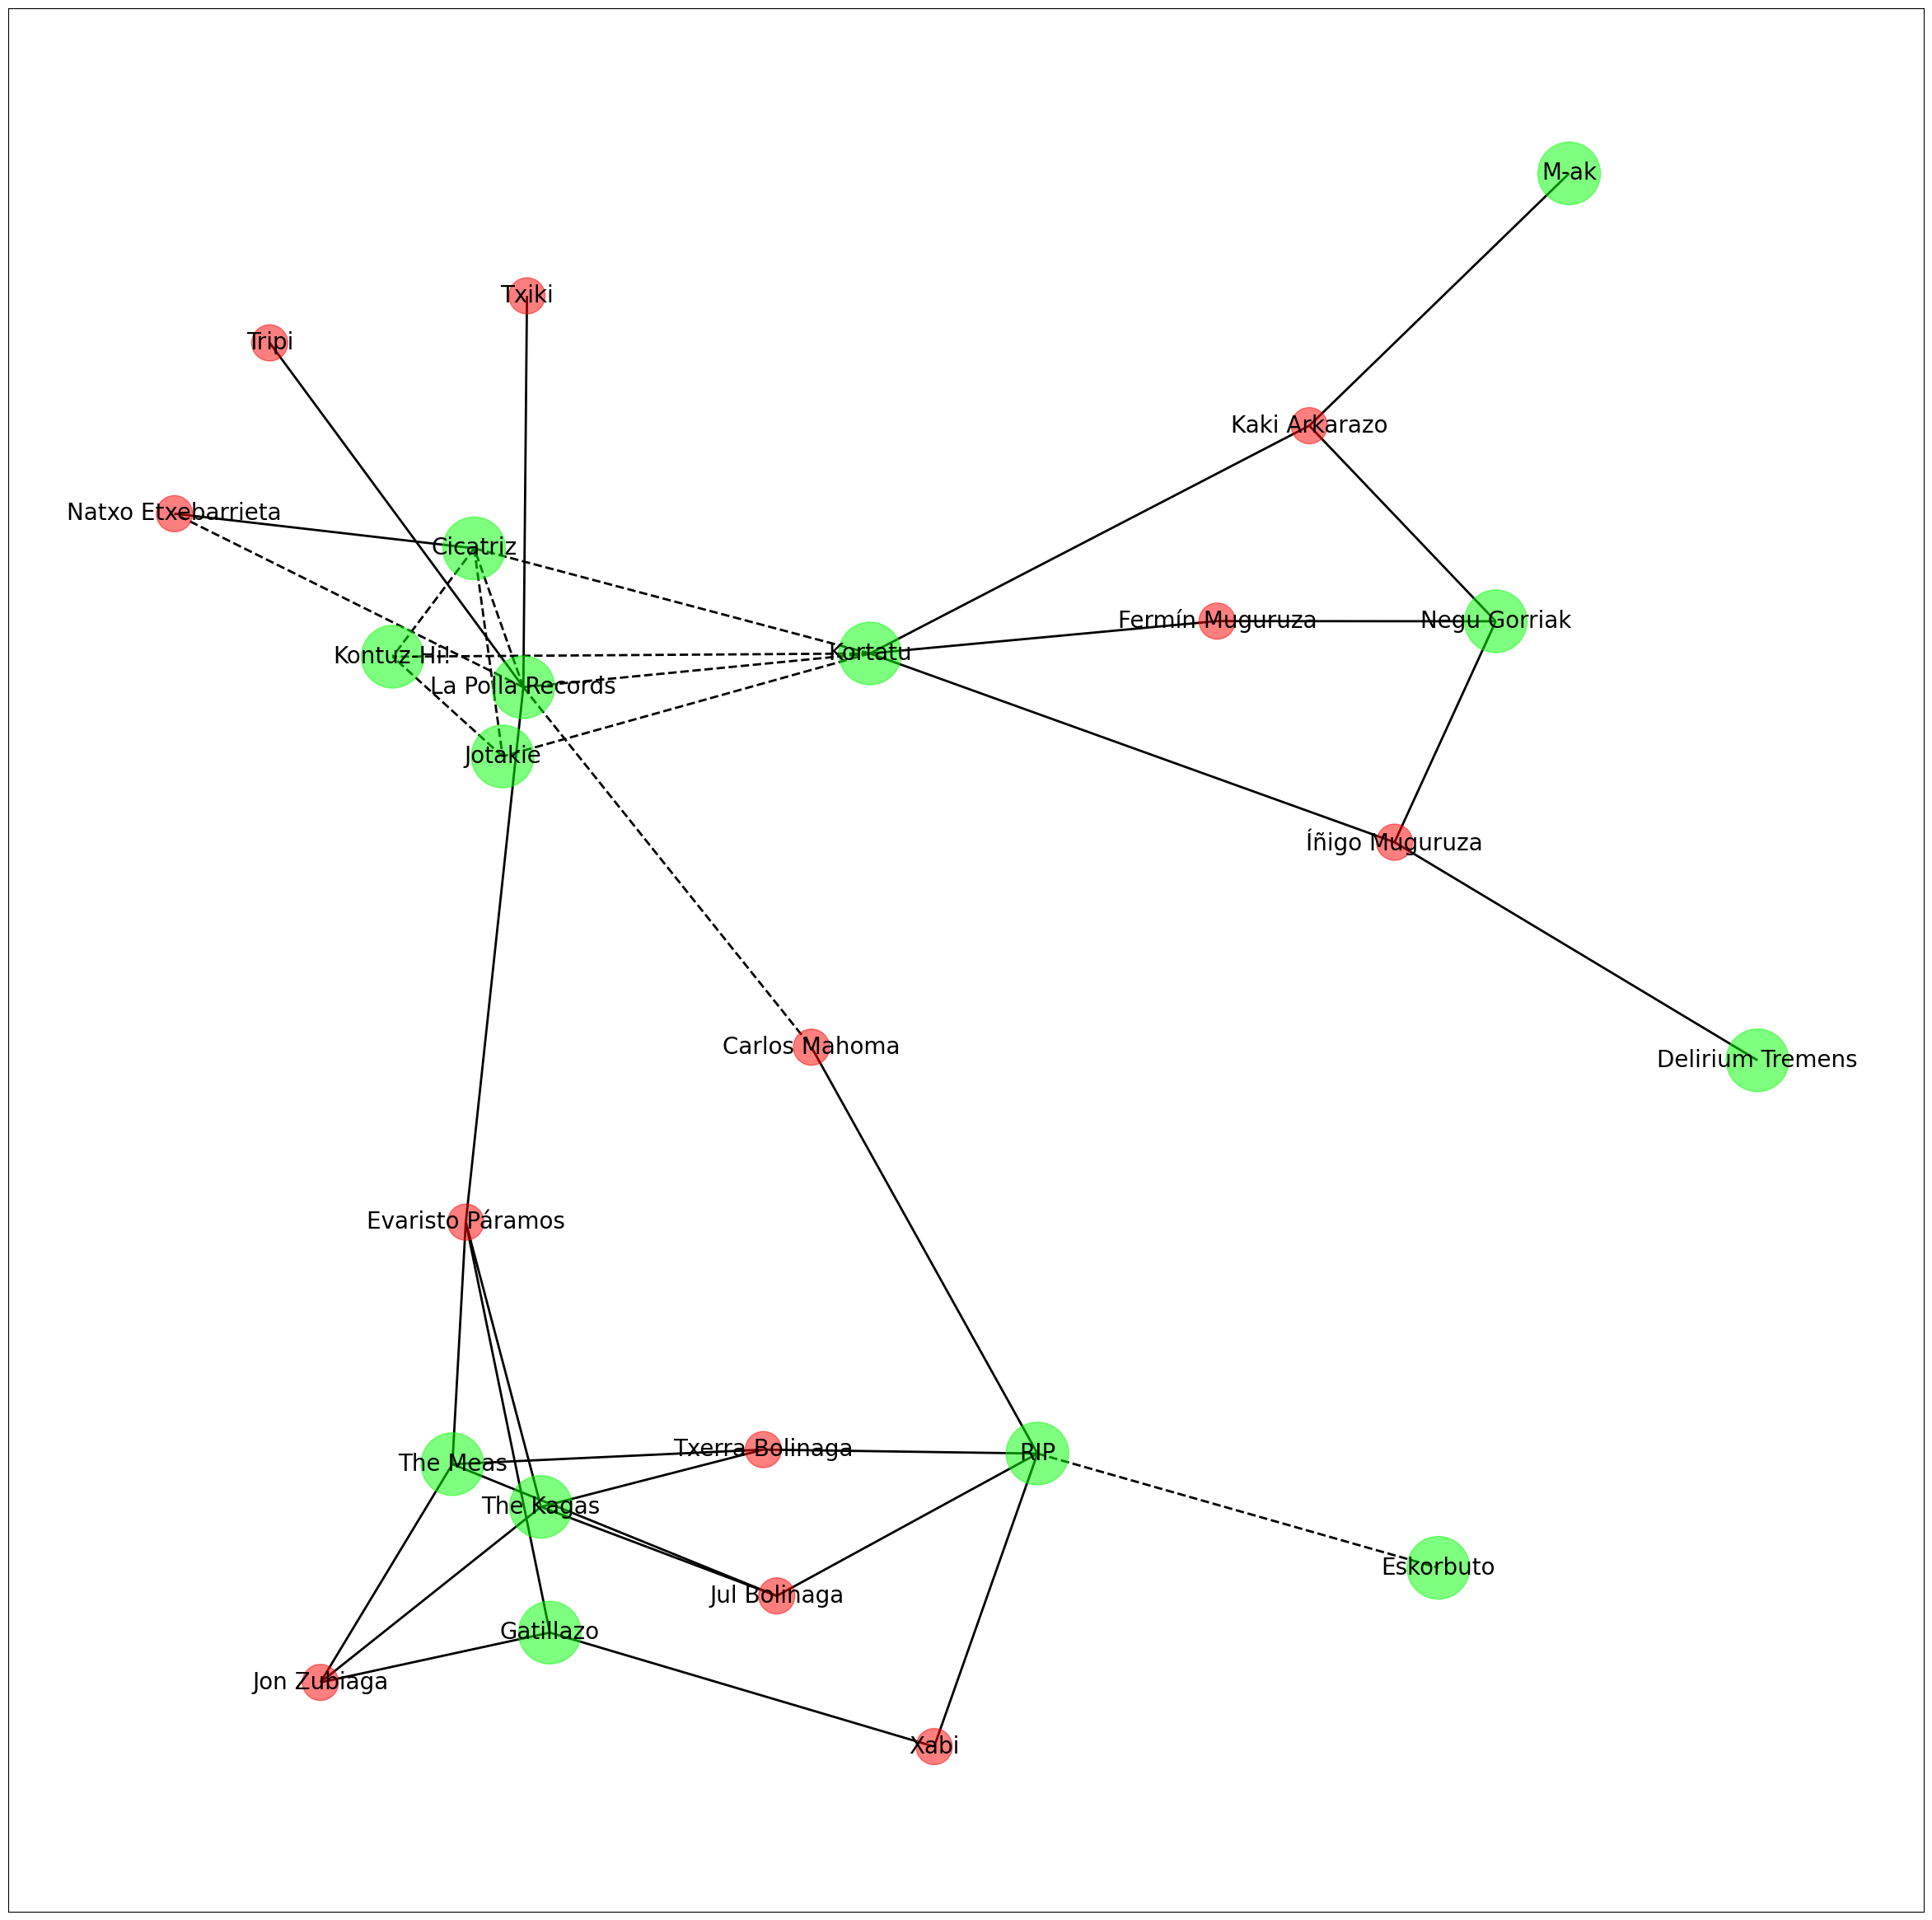 M-ak
Txiki
Tripi
Kaki Arkarazo
Natxo Etxebarrieta
Cicatriz
Fermín Muguruza
Negu Gorriak
Kortatu
Kontuz-Hi!
La Polla Records
Jotakie
Íñigo Muguruza
Carlos Mahoma
Delirium Tremens
Evaristo Páramos
Txerra Bolinaga
RIP
The Meas
The Kagas
Eskorbuto
Jul Bolinaga
Gatillazo
Jon Zubiaga
Xabi